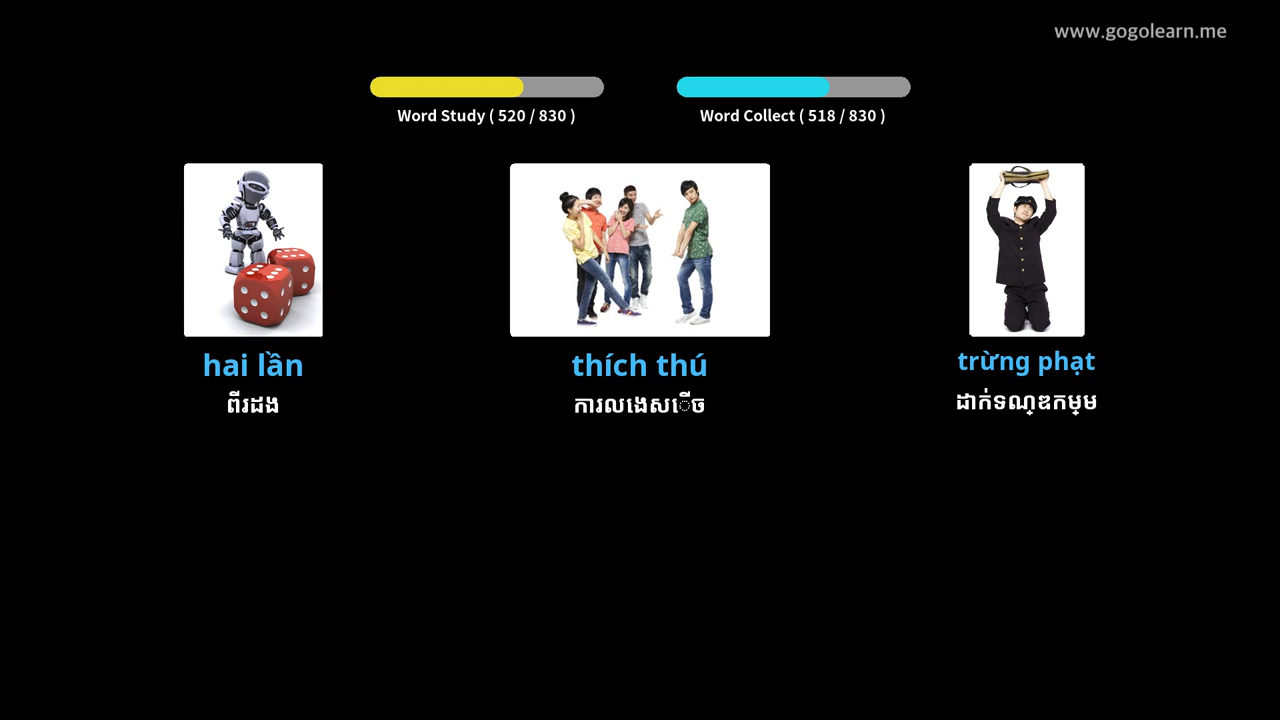 www.gogolearn.me
Word Study ( 520 / 830 )
Word Collect ( 518 / 830 )
hai lần
thích thú
trừng phạt
ពីរដង
ការលងេសើច
ដាក់ទណ្ឌកម្ម